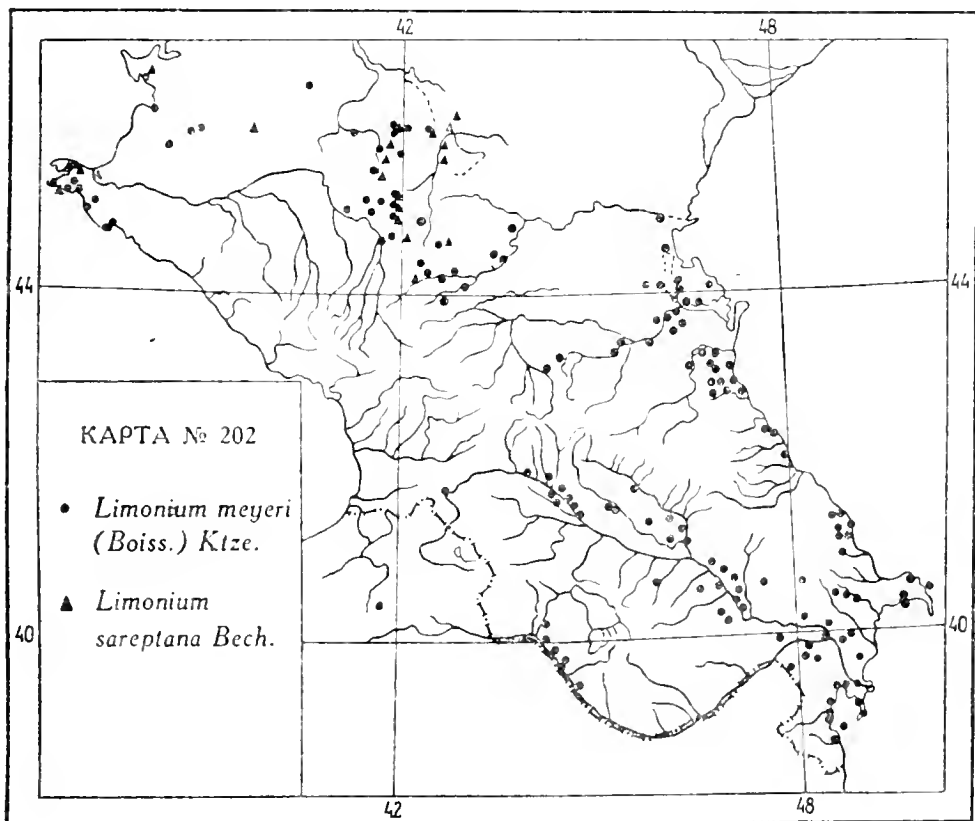 42
48
44
44
КАРТА № 202
Limonium meyeri
(Boiss.) Ktze.
Limonium
sareptana Bech.
40
40
42
48